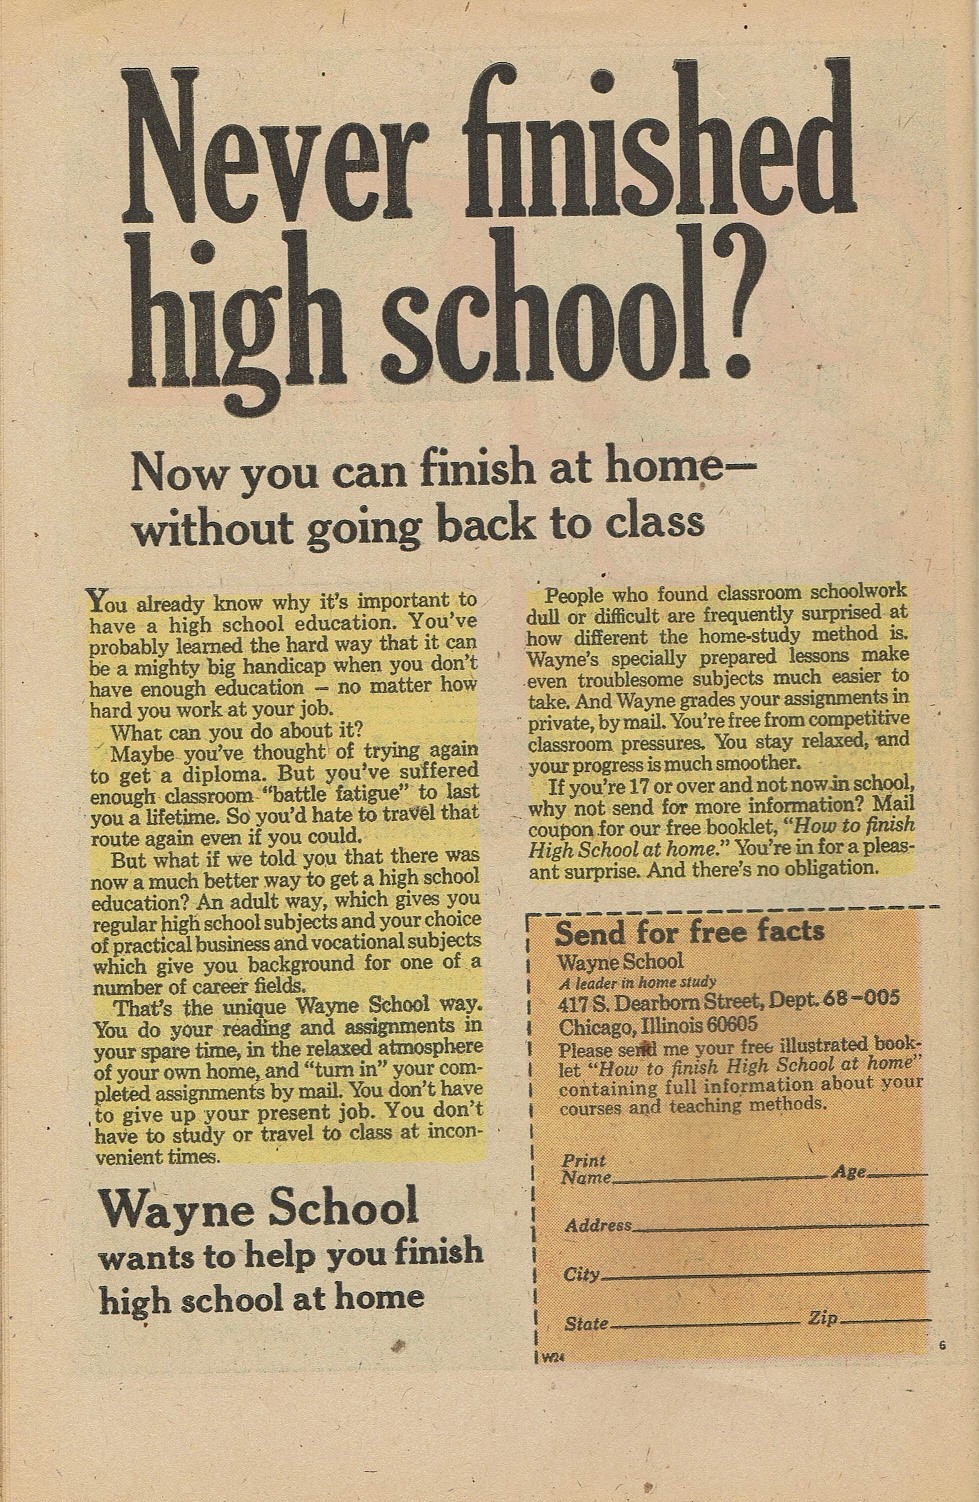 Never finished
high school?
Now you can finish at home—
without going back to class
You already know why it's important to
have a high school education. You've
probably learned the hard way that it can
be a mighty big handicap when you don't
have enough education — no matter how
hard you work at your job.
What can you do about it?
Maybe you've thought of trying again
to get a diploma. But you've suffered
enough classroom “battle fatigue” to last
you a lifetime. So you'd hate to travel that
route again even if you could.
But what if we told you that there was
now a much better way to get a high school
education? An adult way, which gives you
regular high school subjects and your choice
of practical business and vocational subjects
which give you background for one of a
number of career fields.
That's the unique Wayne School way.
You do your reading and assignments in
your spare time, in the relaxed atmosphere
of your own home, and “turn in” your com-
pleted assignments by mail. You don't have
to give up your present job. You don't
have to study or travel to class at incon-
venient times.
Wayne School
wants to help you finish
high school at home
People who found classroom schoolwork
dull or difficult are frequently surprised at
how different the home-study method is.
Wayne's specially prepared lessons make
even troublesome subjects much easier to
take. And Wayne grades your assignments in
private, by mail. You're free from competitive
classroom pressures. You stay relaxed, and
your progress is much smoother.
If you're 17 or over and not now in school,
why not send for more information? Mail
coupon for our free booklet, “How to finish
High School at home.” You're in for a pleas-
ant surprise. And there's no obligation.
Send for free facts
Wayne School
A leader in home study
417 S. Dearborn Street, Dept. 68-005
Chicago, Illinois 60605
Please send me your free illustrated book-
let “How to finish High School at home”
containing full information about your
courses and teaching methods.
Print
Name Age
Address
City
State Zip
W24
6